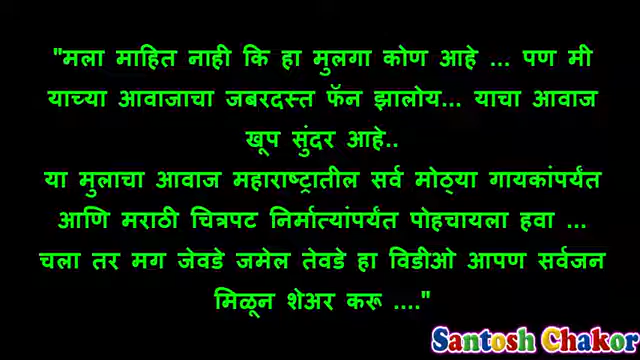 "मला माहित नाही कि हा मुलगा कोण आहे ... पण मी
याच्या आवाजाचा जबरदस्त फॅन झालोय... याचा आवाज
खूप सुंदर आहे..
या मुलाचा आवाज महाराष्ट्रातील सर्व मोठ्या गायकांपर्यंत
आणि मराठी चित्रपट निर्मात्यांपर्यंत पोहचायला हवा ...
चला तर मग जेवडे जमेल तेवडे हा विडीओ आपण सर्वजन
मिळून शेअर करू ...."
Santosh Chakor